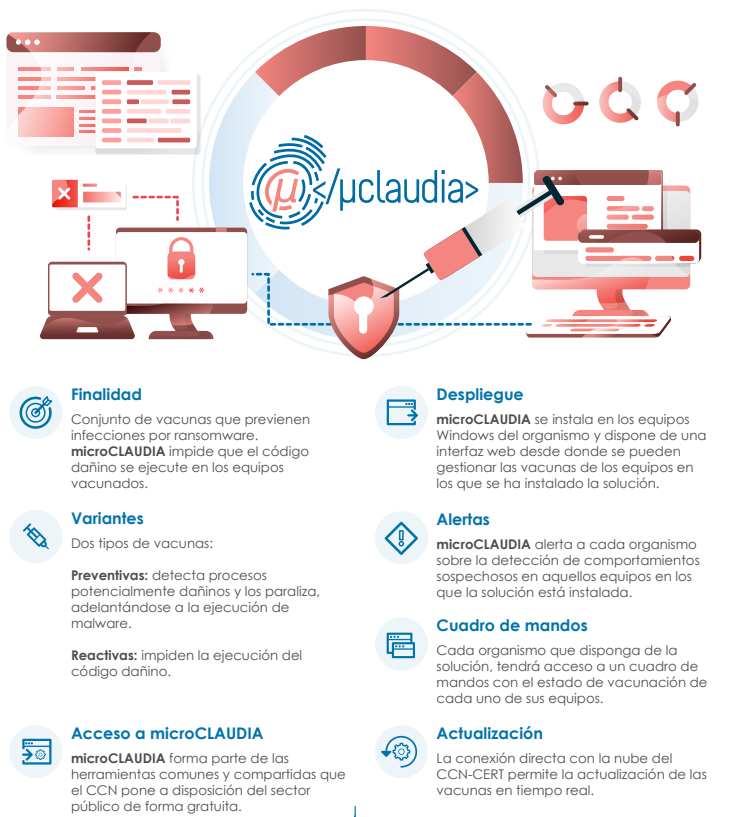 @µ</µclaudia>
*****
Finalidad
Conjunto de vacunas que previenen
infecciones por ransomware.
microCLAUDIA impide que el código
dañino se ejecute en los equipos
vacunados.
Variantes
Dos tipos de vacunas:
Preventivas: detecta procesos
potencialmente dañinos y los paraliza,
adelantándose a la ejecución de
malware.
Reactivas: impiden la ejecución del
código dañino.
Acceso a microCLAUDIA
microCLAUDIA forma parte de las
herramientas comunes y compartidas que
el CCN pone a disposición del sector
público de forma gratuita.
Despliegue
microCLAUDIA se instala en los equipos
Windows del organismo y dispone de una
interfaz web desde donde se pueden
gestionar las vacunas de los equipos en
los que se ha instalado la solución.
Alertas
microCLAUDIA alerta a cada organismo
sobre la detección de comportamientos
sospechosos en aquellos equipos en los
que la solución está instalada.
Cuadro de mandos
Cada organismo que disponga de la
solución, tendrá acceso a un cuadro de
mandos con el estado de vacunación de
cada uno de sus equipos.
Actualización
La conexión directa con la nube del
CCN-CERT permite la actualización de las
vacunas en tiempo real.